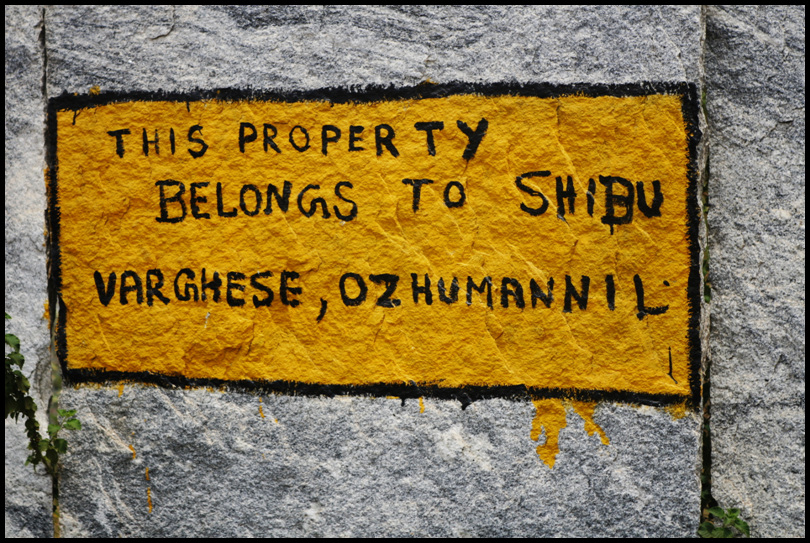 THIS PROPERTY
BELONGS TO SHIBU
VARGHESE, OZHUMANNIL